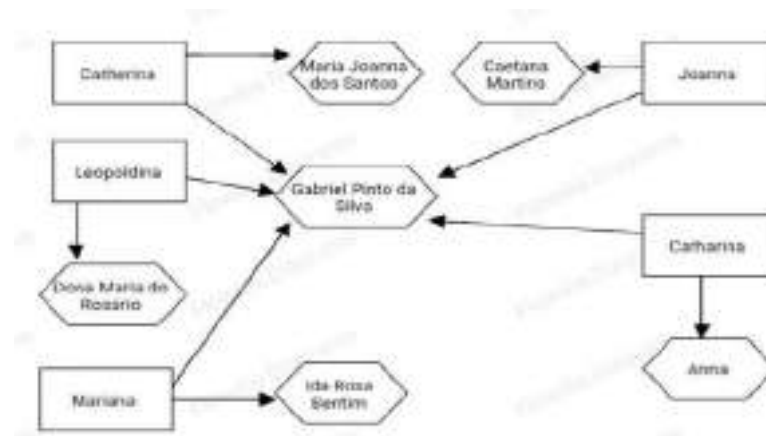 Catherina
Maria Joanna
dos Santos
Caetana
Martins
Joanna
Leopoldina
Gabriel Pinto da
Silva
Catharina
Dona Maria do
Rosario
Mariana
Ida Rosa
Bentim
Anna